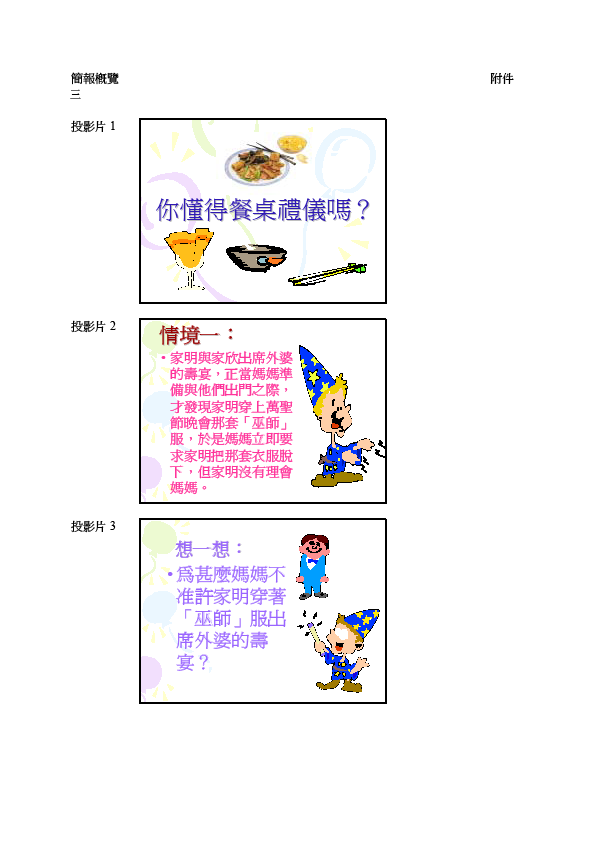 簡報概覽 附件
三
投影片 1
你懂得餐桌禮儀嗎？
投影片 2
情境一：
•家明與家欣出席外婆
的壽宴，正當媽媽準
備與他們出門之際，
才發現家明穿上萬聖
節晚會那套「巫師」
服，於是媽媽立即要
求家明把那套衣服脫
下，但家明沒有理會
媽媽。
投影片 3
想一想：
•為甚麼媽媽不
准許家明穿著
「巫師」服出
席外婆的壽
宴？